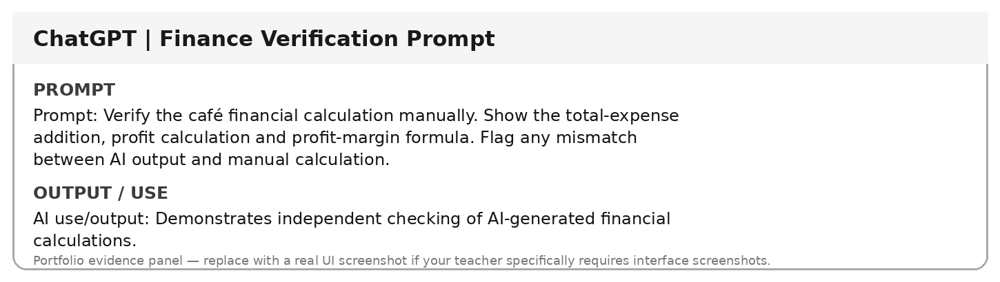 ChatGPT | Finance Verification Prompt
PROMPT
Prompt: Verify the café financial calculation manually. Show the total-expense
addition, profit calculation and profit-margin formula. Flag any mismatch
between AI output and manual calculation.
OUTPUT / USE
AI use/output: Demonstrates independent checking of AI-generated financial
calculations.
Portfolio evidence panel — replace with a real UI screenshot if your teacher specifically requires interface screenshots.